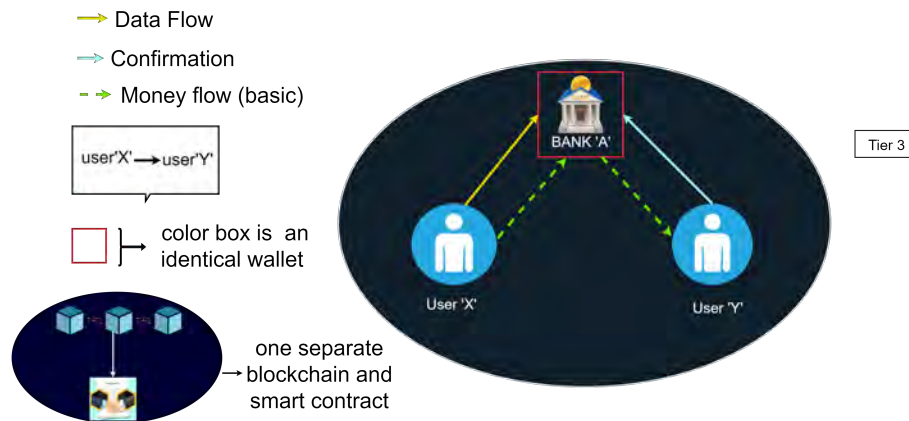 Data Flow
Confirmation
Money flow (basic)
user'X' user'Y'
color box is an
identical wallet
one separate
blockchain and
smart contract
BANK 'A'
User 'X'
User 'Y'
Tier 3